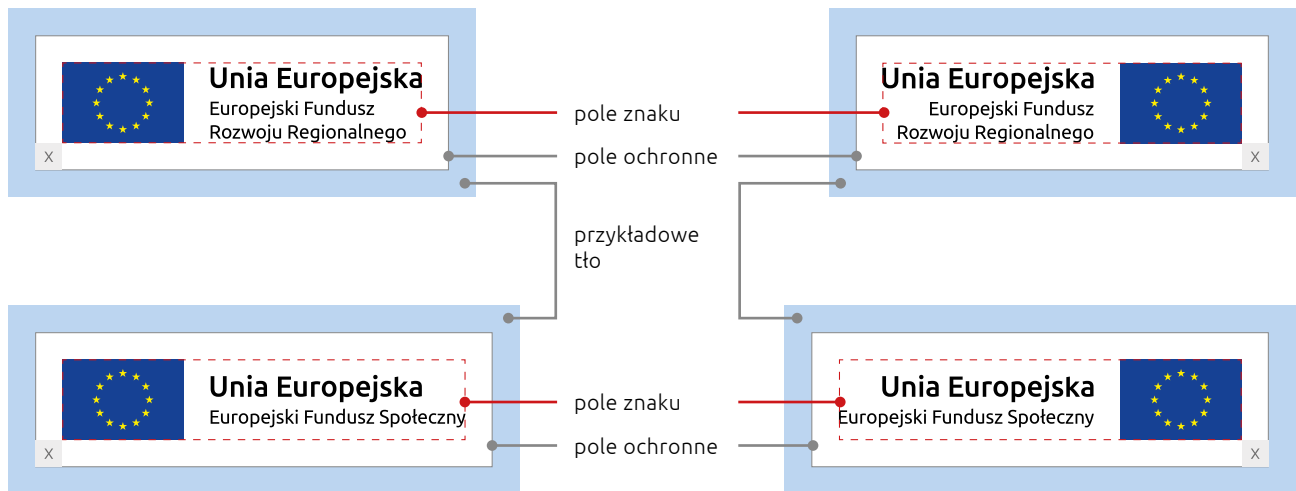 Unia Europejska
Europejski Fundusz
Rozwoju Regionalnego
X
pole znaku
pole ochronne
Unia Europejska
Europejski Fundusz
Rozwoju Regionalnego
X
przykładowe
tło
Unia Europejska
Europejski Fundusz Społeczny
X
pole znaku
pole ochronne
Unia Europejska
Europejski Fundusz Społeczny
X